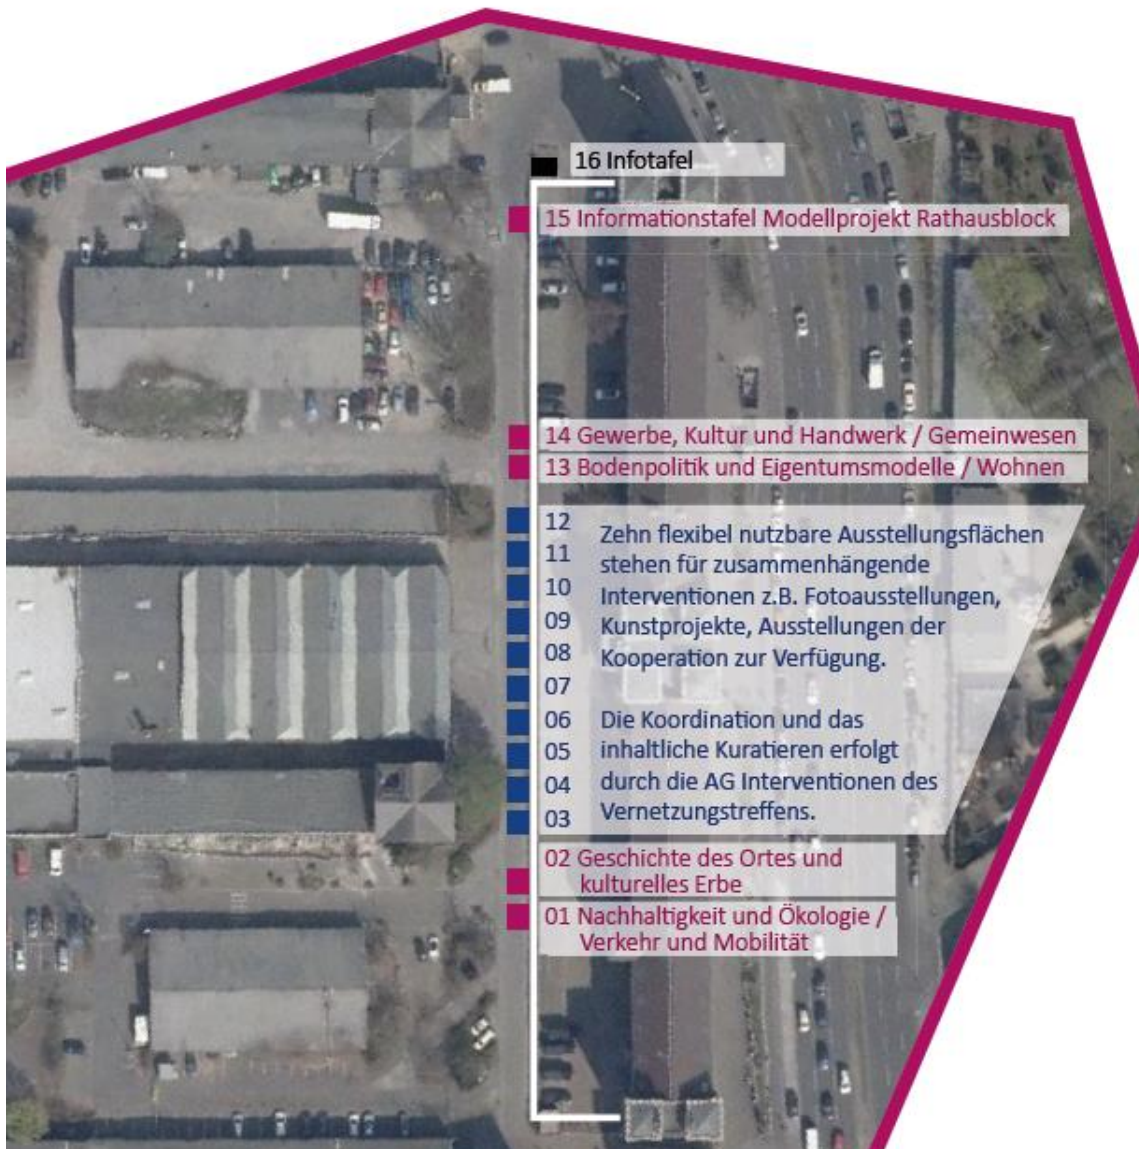 16 Infotafel
15 Informationstafel Modellprojekt Rathausblock
14 Gewerbe, Kultur und Handwerk / Gemeinwesen
13 Bodenpolitik und Eigentumsmodelle / Wohnen
12
11
10
09
08
07
06
05
04
03
Zehn flexibel nutzbare Ausstellungsflächen
stehen für zusammenhängende
Interventionen z.B. Fotoausstellungen,
Kunstprojekte, Ausstellungen der
Kooperation zur Verfügung.
Die Koordination und das
inhaltliche Kuratieren erfolgt
durch die AG Interventionen des
Vernetzungstreffens.
02 Geschichte des Ortes und
kulturelles Erbe
01 Nachhaltigkeit und Ökologie /
Verkehr und Mobilität